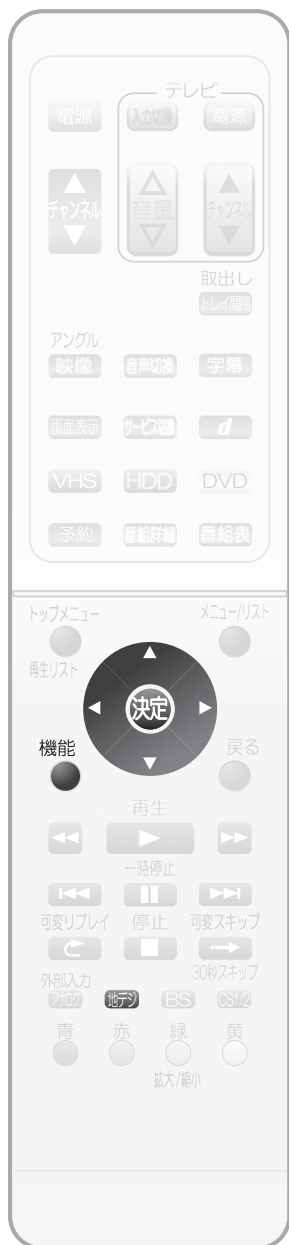 テレビ
電源 入力切換 電源
チャンネル 音量 チャンネル
取出し
トレイ開閉
アングル
映像 音声切換 字幕
画面表示 サービス切換 d
VHS HDD DVD
予約 番組詳細 番組表
トップメニュー メニュー/リスト
再生リスト
決定
機能 戻る
再生
一時停止
可変リプレイ 停止 可変スキップ
30秒スキップ
外部入力
アナログ 地デジ BS CS1/2
青 赤 緑 黄
拡大/縮小